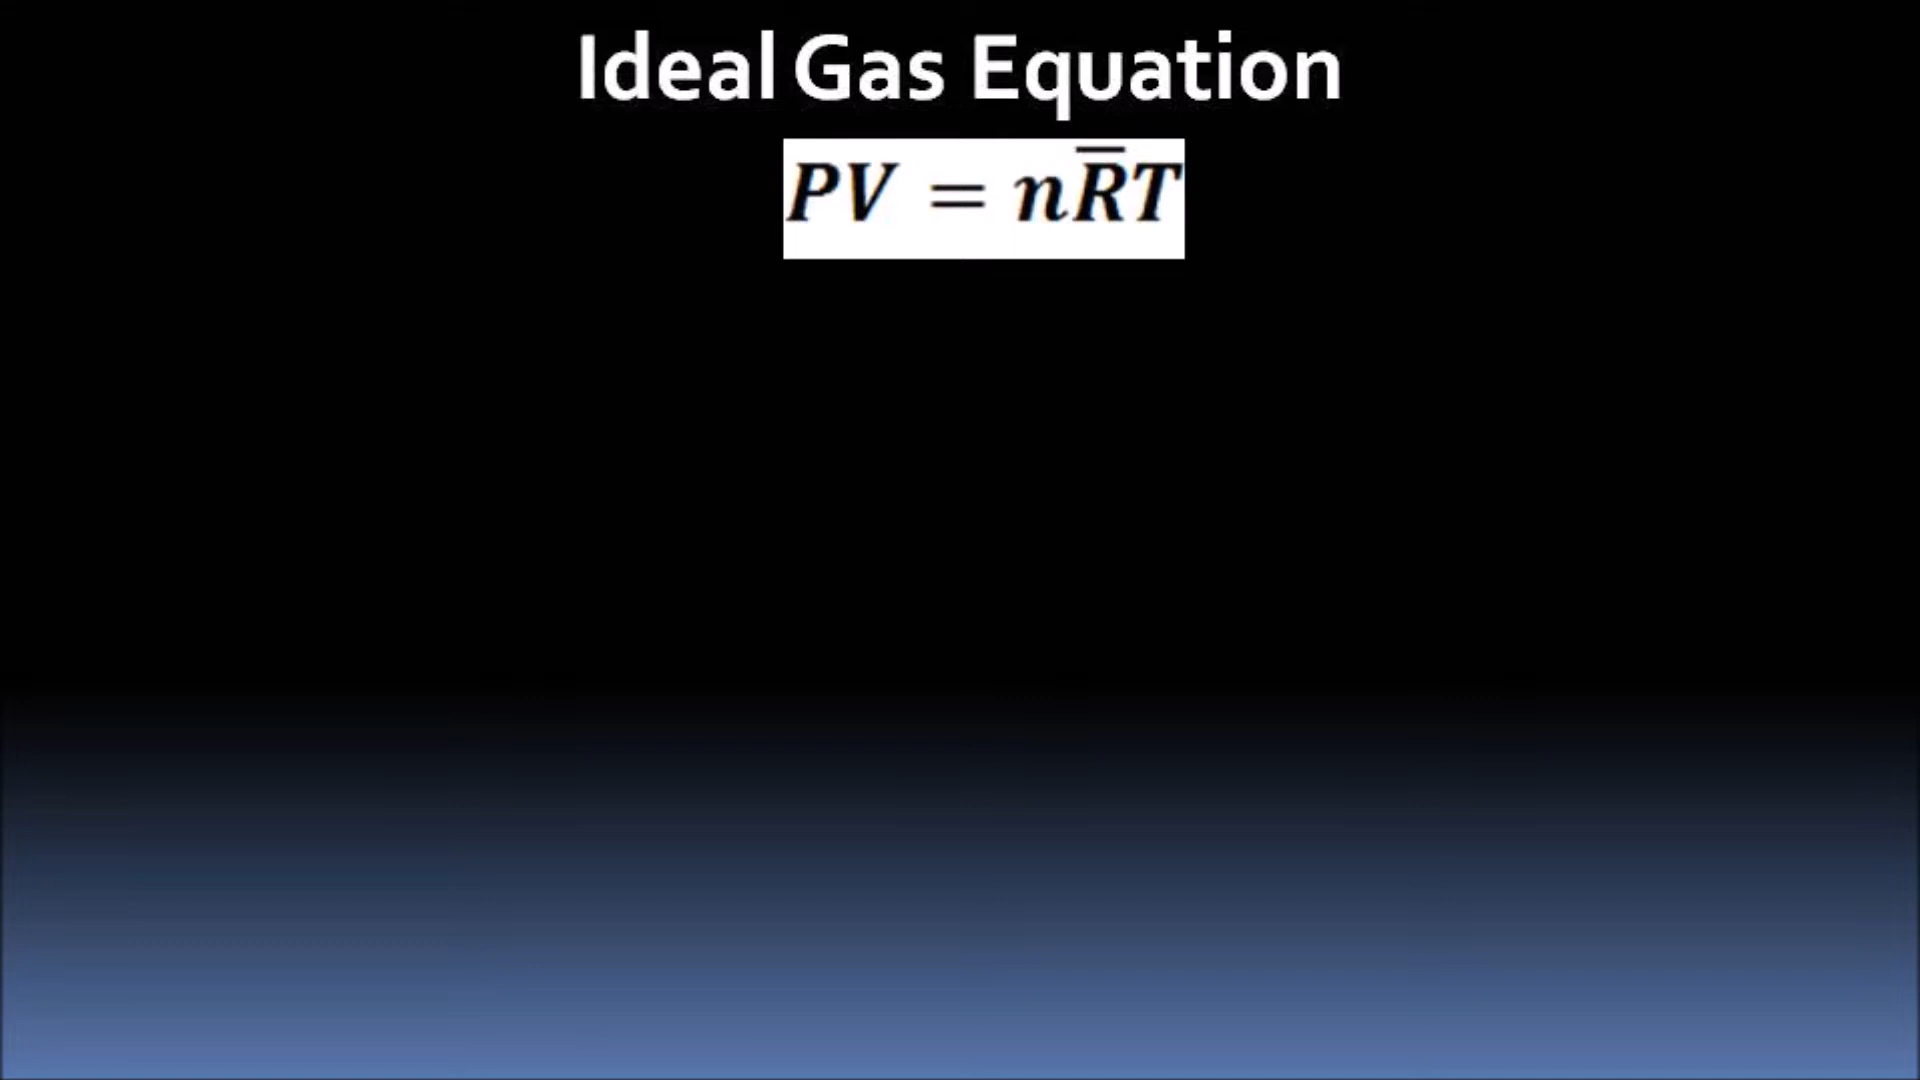 Ideal Gas Equation
PV = nR̅T